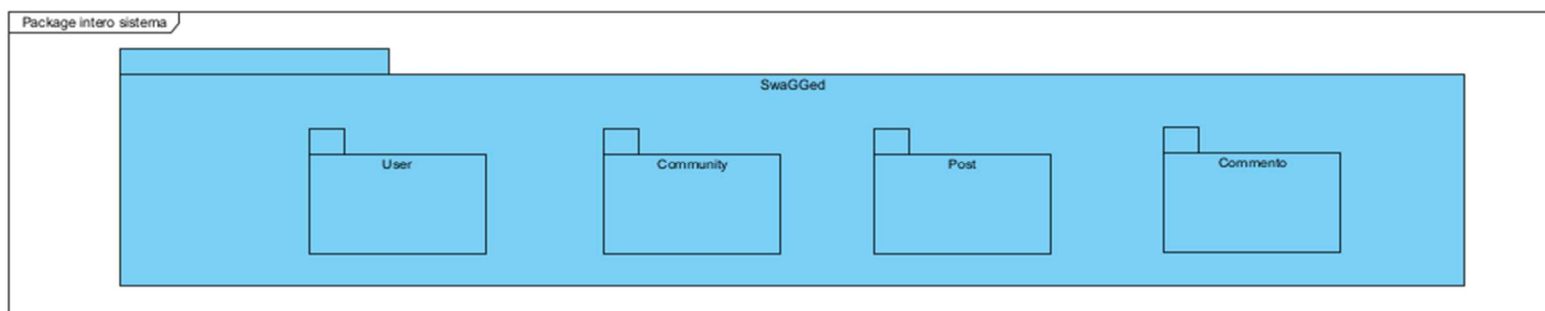 Package intero sistema
SwaGGed
User
Community
Post
Commento